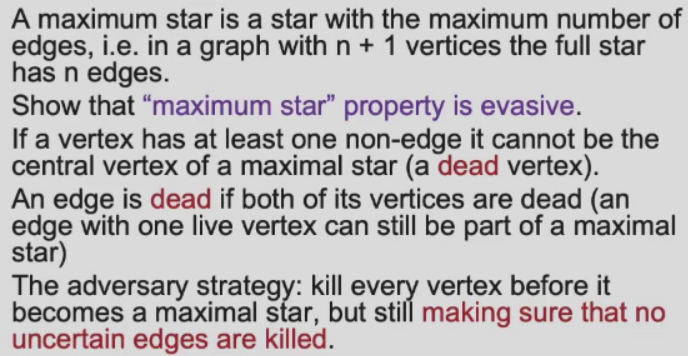 A maximum star is a star with the maximum number of
edges, i.e. in a graph with n + 1 vertices the full star
has n edges.
Show that “maximum star” property is evasive.
If a vertex has at least one non-edge it cannot be the
central vertex of a maximal star (a dead vertex).
An edge is dead if both of its vertices are dead (an
edge with one live vertex can still be part of a maximal
star)
The adversary strategy: kill every vertex before it
becomes a maximal star, but still making sure that no
uncertain edges are killed.